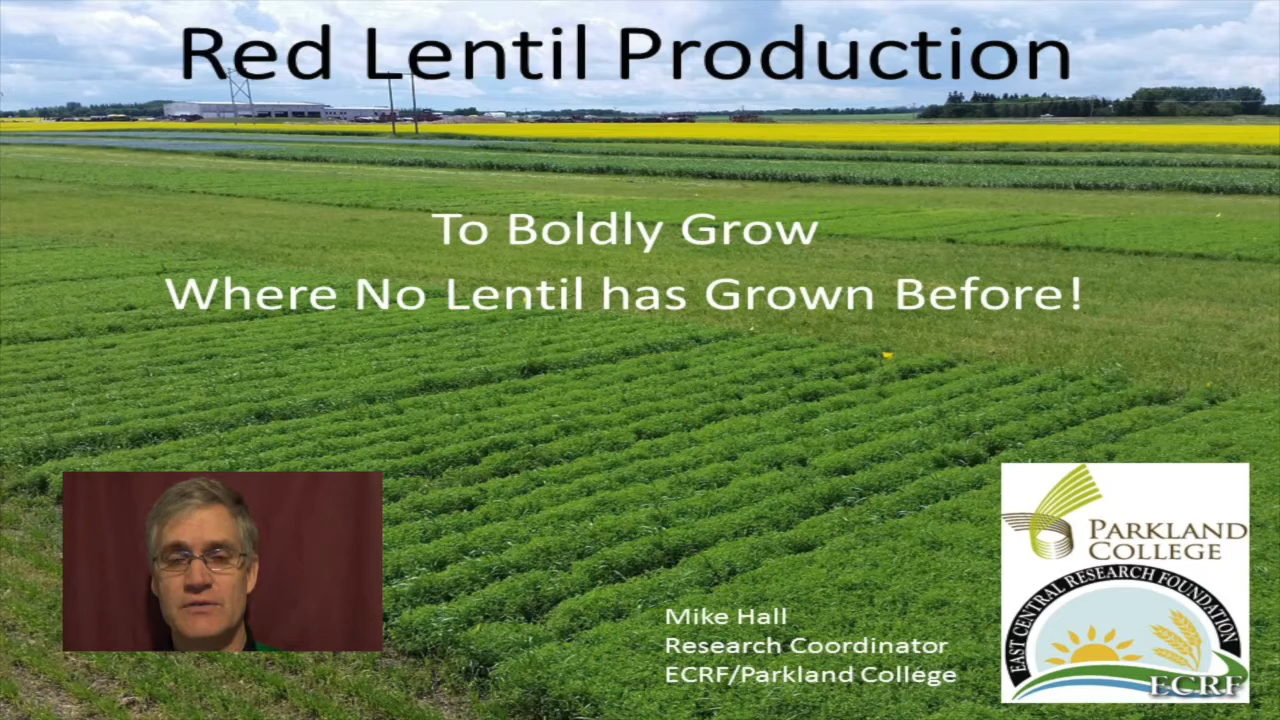 Red Lentil Production
To Boldly Grow
Where No Lentil has Grown Before!
Mike Hall
Research Coordinator
ECRF/Parkland College
PARKLAND
COLLEGE
EAST CENTRAL RESEARCH FOUNDATION
ECRF